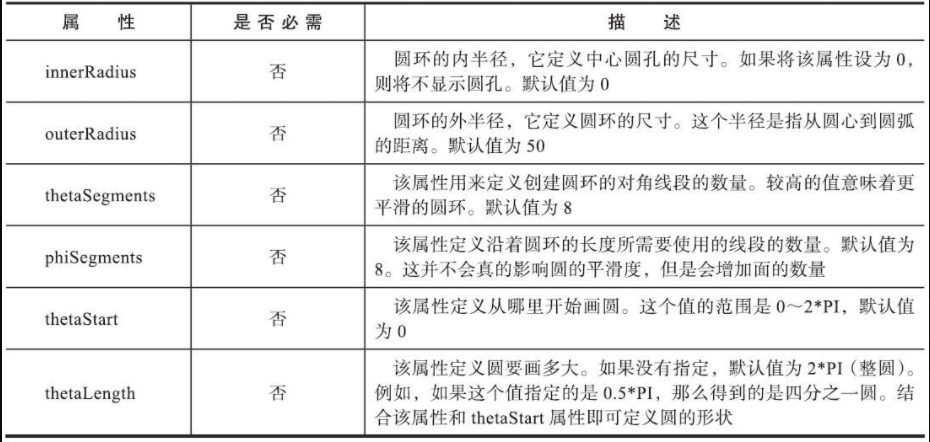 属 性 是否必需 描 述
innerRadius 否 圆环的内半径，它定义中心圆孔的尺寸。如果将该属性设为 0，
则将不显示圆孔。默认值为 0
outerRadius 否 圆环的外半径，它定义圆环的尺寸。这个半径是指从圆心到圆弧
的距离。默认值为 50
thetaSegments 否 该属性用来定义创建圆环的对角线段的数量。较高的值意味着更
平滑的圆环。默认值为 8
phiSegments 否 该属性定义沿着圆环的长度所需要使用的线段的数量。默认值为
8。这并不会真的影响圆的平滑度，但是会增加面的数量
thetaStart 否 该属性定义从哪里开始画圆。这个值的范围是 0～2*PI，默认值
为 0
thetaLength 否 该属性定义圆要画多大。如果没有指定，默认值为 2*PI（整圆）。
例如，如果这个值指定的是 0.5*PI，那么得到的是四分之一圆。结
合该属性和 thetaStart 属性即可定义圆的形状